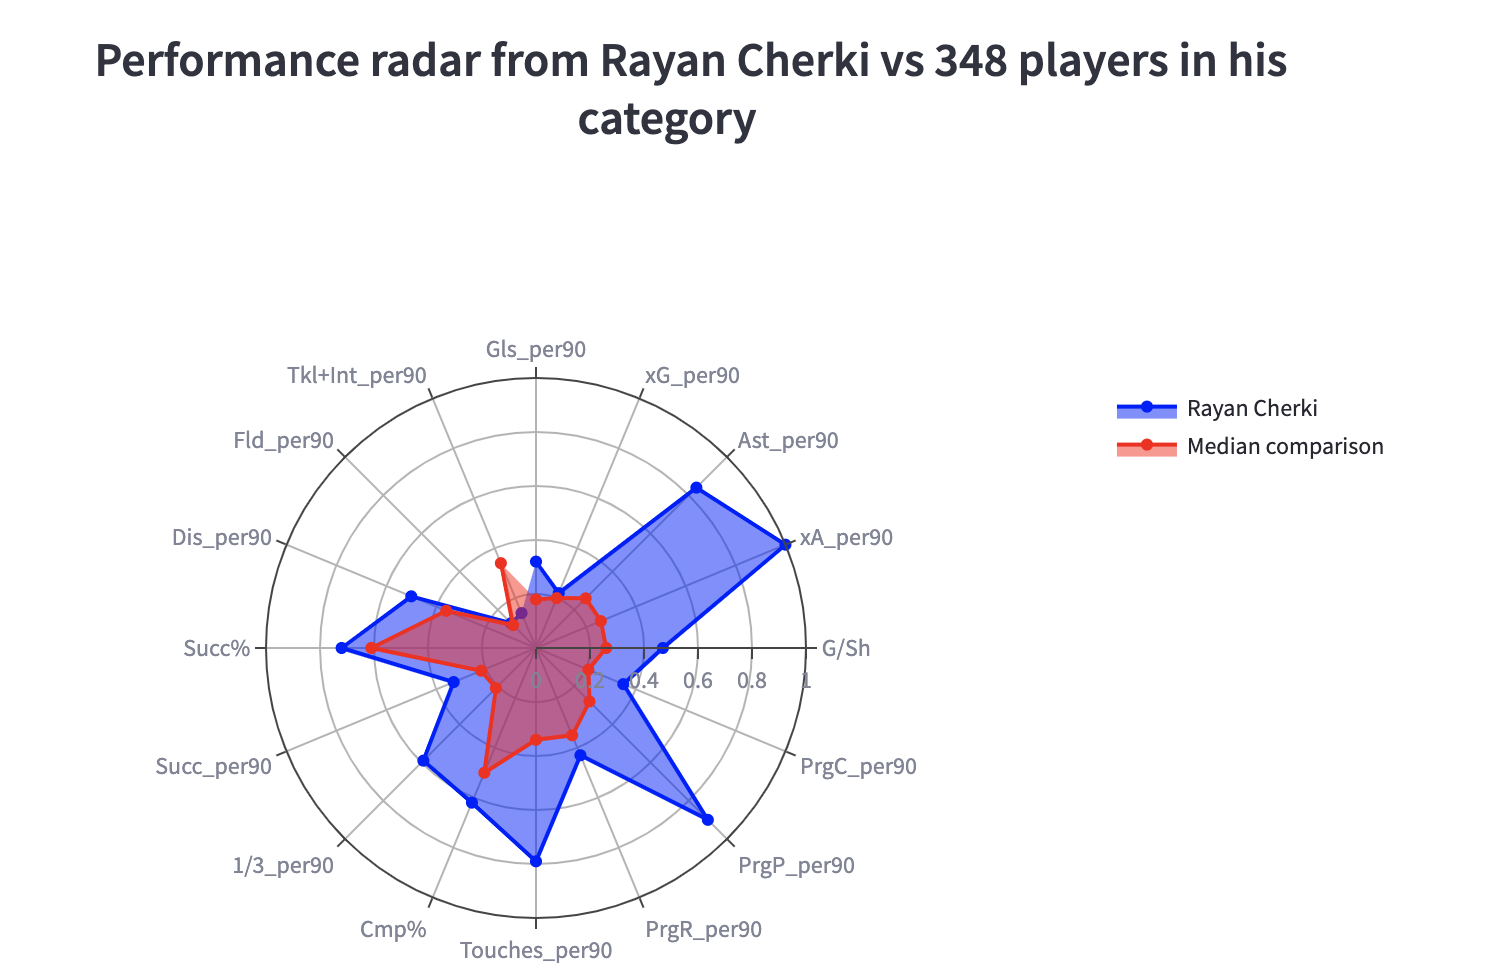 Performance radar from Rayan Cherki vs 348 players in his
category
Gls_per90
Tkl+Int_per90
xG_per90
Fld_per90
Ast_per90
Rayan Cherki
Median comparison
Dis_per90
xA_per90
Succ%
G/Sh
0 0.2 0.4 0.6 0.8 1
Succ_per90
PrgC_per90
1/3_per90
PrgP_per90
Cmp%
PrgR_per90
Touches_per90